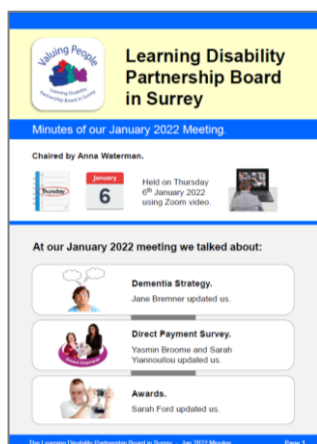 Valuing People
Learning Disability
Partnership Board in Surrey
Learning Disability
Partnership Board
in Surrey
Minutes of our January 2022 Meeting.
Chaired by Anna Waterman.
Thursday
January
6
Held on Thursday
6th January 2022
using Zoom video.
At our January 2022 meeting we talked about:
Dementia Strategy.
Jane Bremner updated us.
Direct Payment Survey.
Yasmin Broome and Sarah
Yiannoullou updated us.
Awards.
Sarah Ford updated us.
The Learning Disability Partnership Board in Surrey - Jan 2022 Minutes
Page 1